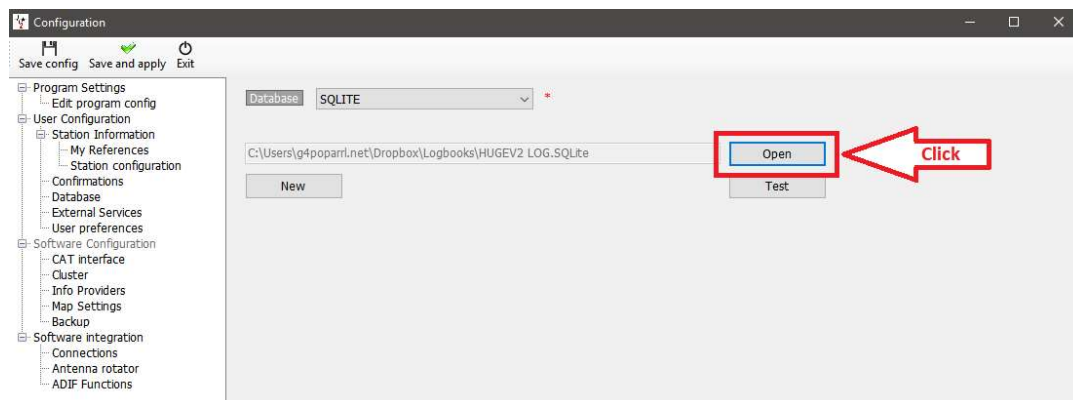 Configuration
Save config Save and apply Exit
Program Settings
Edit program config
User Configuration
Station Information
My References
Station configuration
Confirmations
Database
External Services
User preferences
Software Configuration
CAT interface
Cluster
Info Providers
Map Settings
Backup
Software integration
Connections
Antenna rotator
ADIF Functions
Database SQLITE *
C:\Users\g4poparrl.net\Dropbox\Logbooks\HUGEV2 LOG.SQLite Open Click
New Test